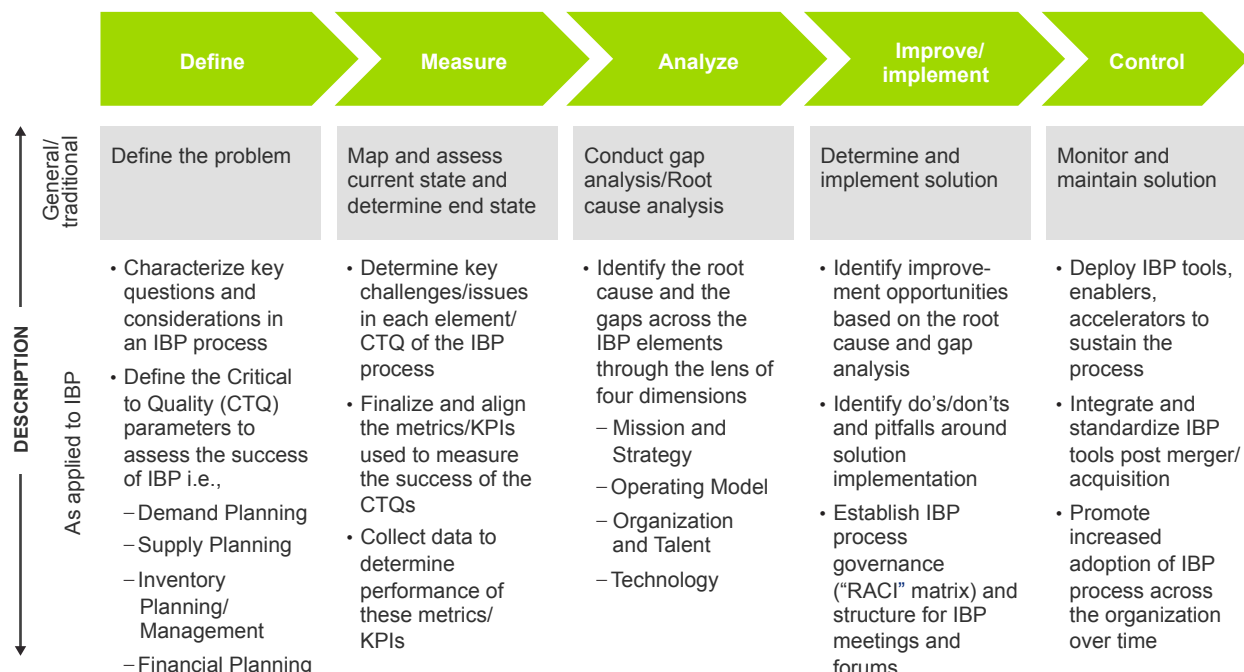 Define
Measure
Analyze
Improve/
implement
Control
DESCRIPTION
General/
traditional
Define the problem
Map and assess
current state and
determine end state
Conduct gap
analysis/Root
cause analysis
Determine and
implement solution
Monitor and
maintain solution
As applied to IBP
• Characterize key
questions and
considerations in
an IBP process
• Define the Critical
to Quality (CTQ)
parameters to
assess the success
of IBP i.e.,
– Demand Planning
– Supply Planning
– Inventory
Planning/
Management
– Financial Planning
• Determine key
challenges/issues
in each element/
CTQ of the IBP
process
• Finalize and align
the metrics/KPIs
used to measure
the success of the
CTQs
• Collect data to
determine
performance of
these metrics/
KPIs
• Identify the root
cause and the
gaps across the
IBP elements
through the lens of
four dimensions
– Mission and
Strategy
– Operating Model
– Organization
and Talent
– Technology
• Identify improve-
ment opportunities
based on the root
cause and gap
analysis
• Identify do's/don'ts
and pitfalls around
solution
implementation
• Establish IBP
process
governance
("RACI" matrix) and
structure for IBP
meetings and
forums
• Deploy IBP tools,
enablers,
accelerators to
sustain the
process
• Integrate and
standardize IBP
tools post merger/
acquisition
• Promote
increased
adoption of IBP
process across
the organization
over time